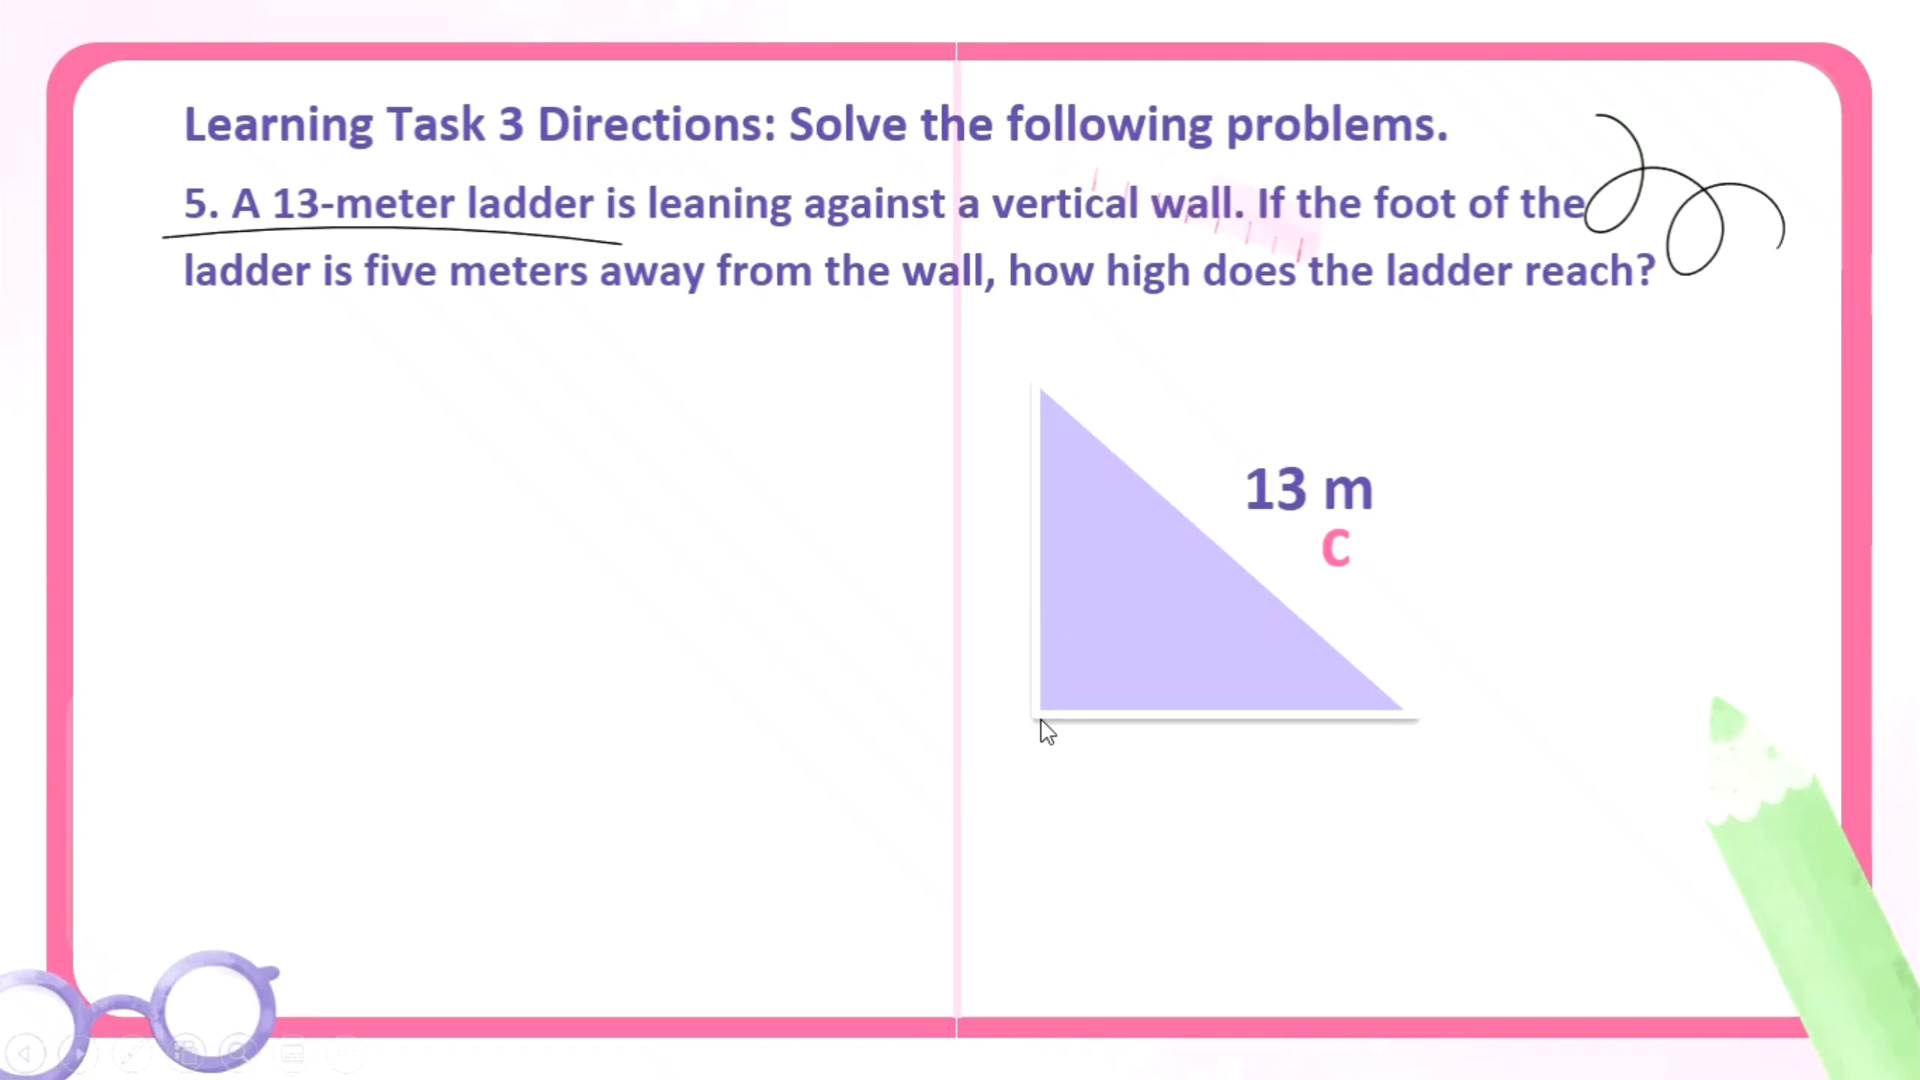 Learning Task 3 Directions: Solve the following problems.
5. A 13-meter ladder is leaning against a vertical wall. If the foot of the
ladder is five meters away from the wall, how high does the ladder reach?
13 m
c